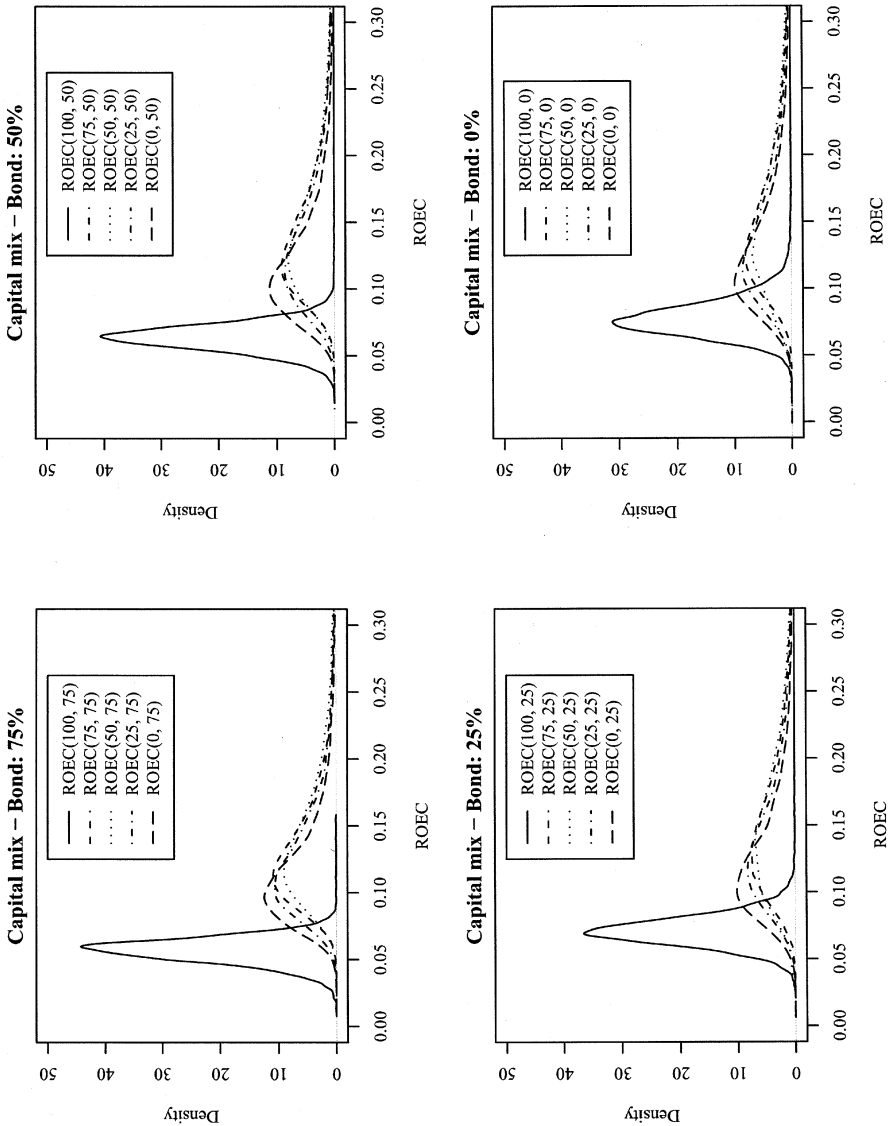 Capital mix − Bond: 75%
Density
50
40
30
20
10
0
ROEC(100, 75)
ROEC(75, 75)
ROEC(50, 75)
ROEC(25, 75)
ROEC(0, 75)
0.00 0.05 0.10 0.15 0.20 0.25 0.30
ROEC
Capital mix − Bond: 50%
Density
50
40
30
20
10
0
ROEC(100, 50)
ROEC(75, 50)
ROEC(50, 50)
ROEC(25, 50)
ROEC(0, 50)
0.00 0.05 0.10 0.15 0.20 0.25 0.30
ROEC
Capital mix − Bond: 25%
Density
50
40
30
20
10
0
ROEC(100, 25)
ROEC(75, 25)
ROEC(50, 25)
ROEC(25, 25)
ROEC(0, 25)
0.00 0.05 0.10 0.15 0.20 0.25 0.30
ROEC
Capital mix − Bond: 0%
Density
50
40
30
20
10
0
ROEC(100, 0)
ROEC(75, 0)
ROEC(50, 0)
ROEC(25, 0)
ROEC(0, 0)
0.00 0.05 0.10 0.15 0.20 0.25 0.30
ROEC